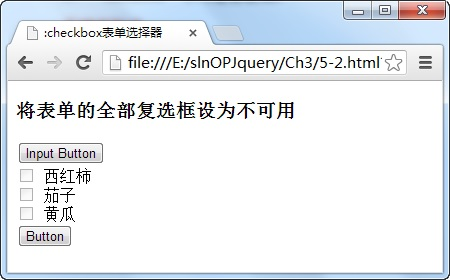 :checkbox表单选择器
file:///E:/slnOPJquery/Ch3/5-2.html
将表单的全部复选框设为不可用
Input Button
西红柿
茄子
黄瓜
Button